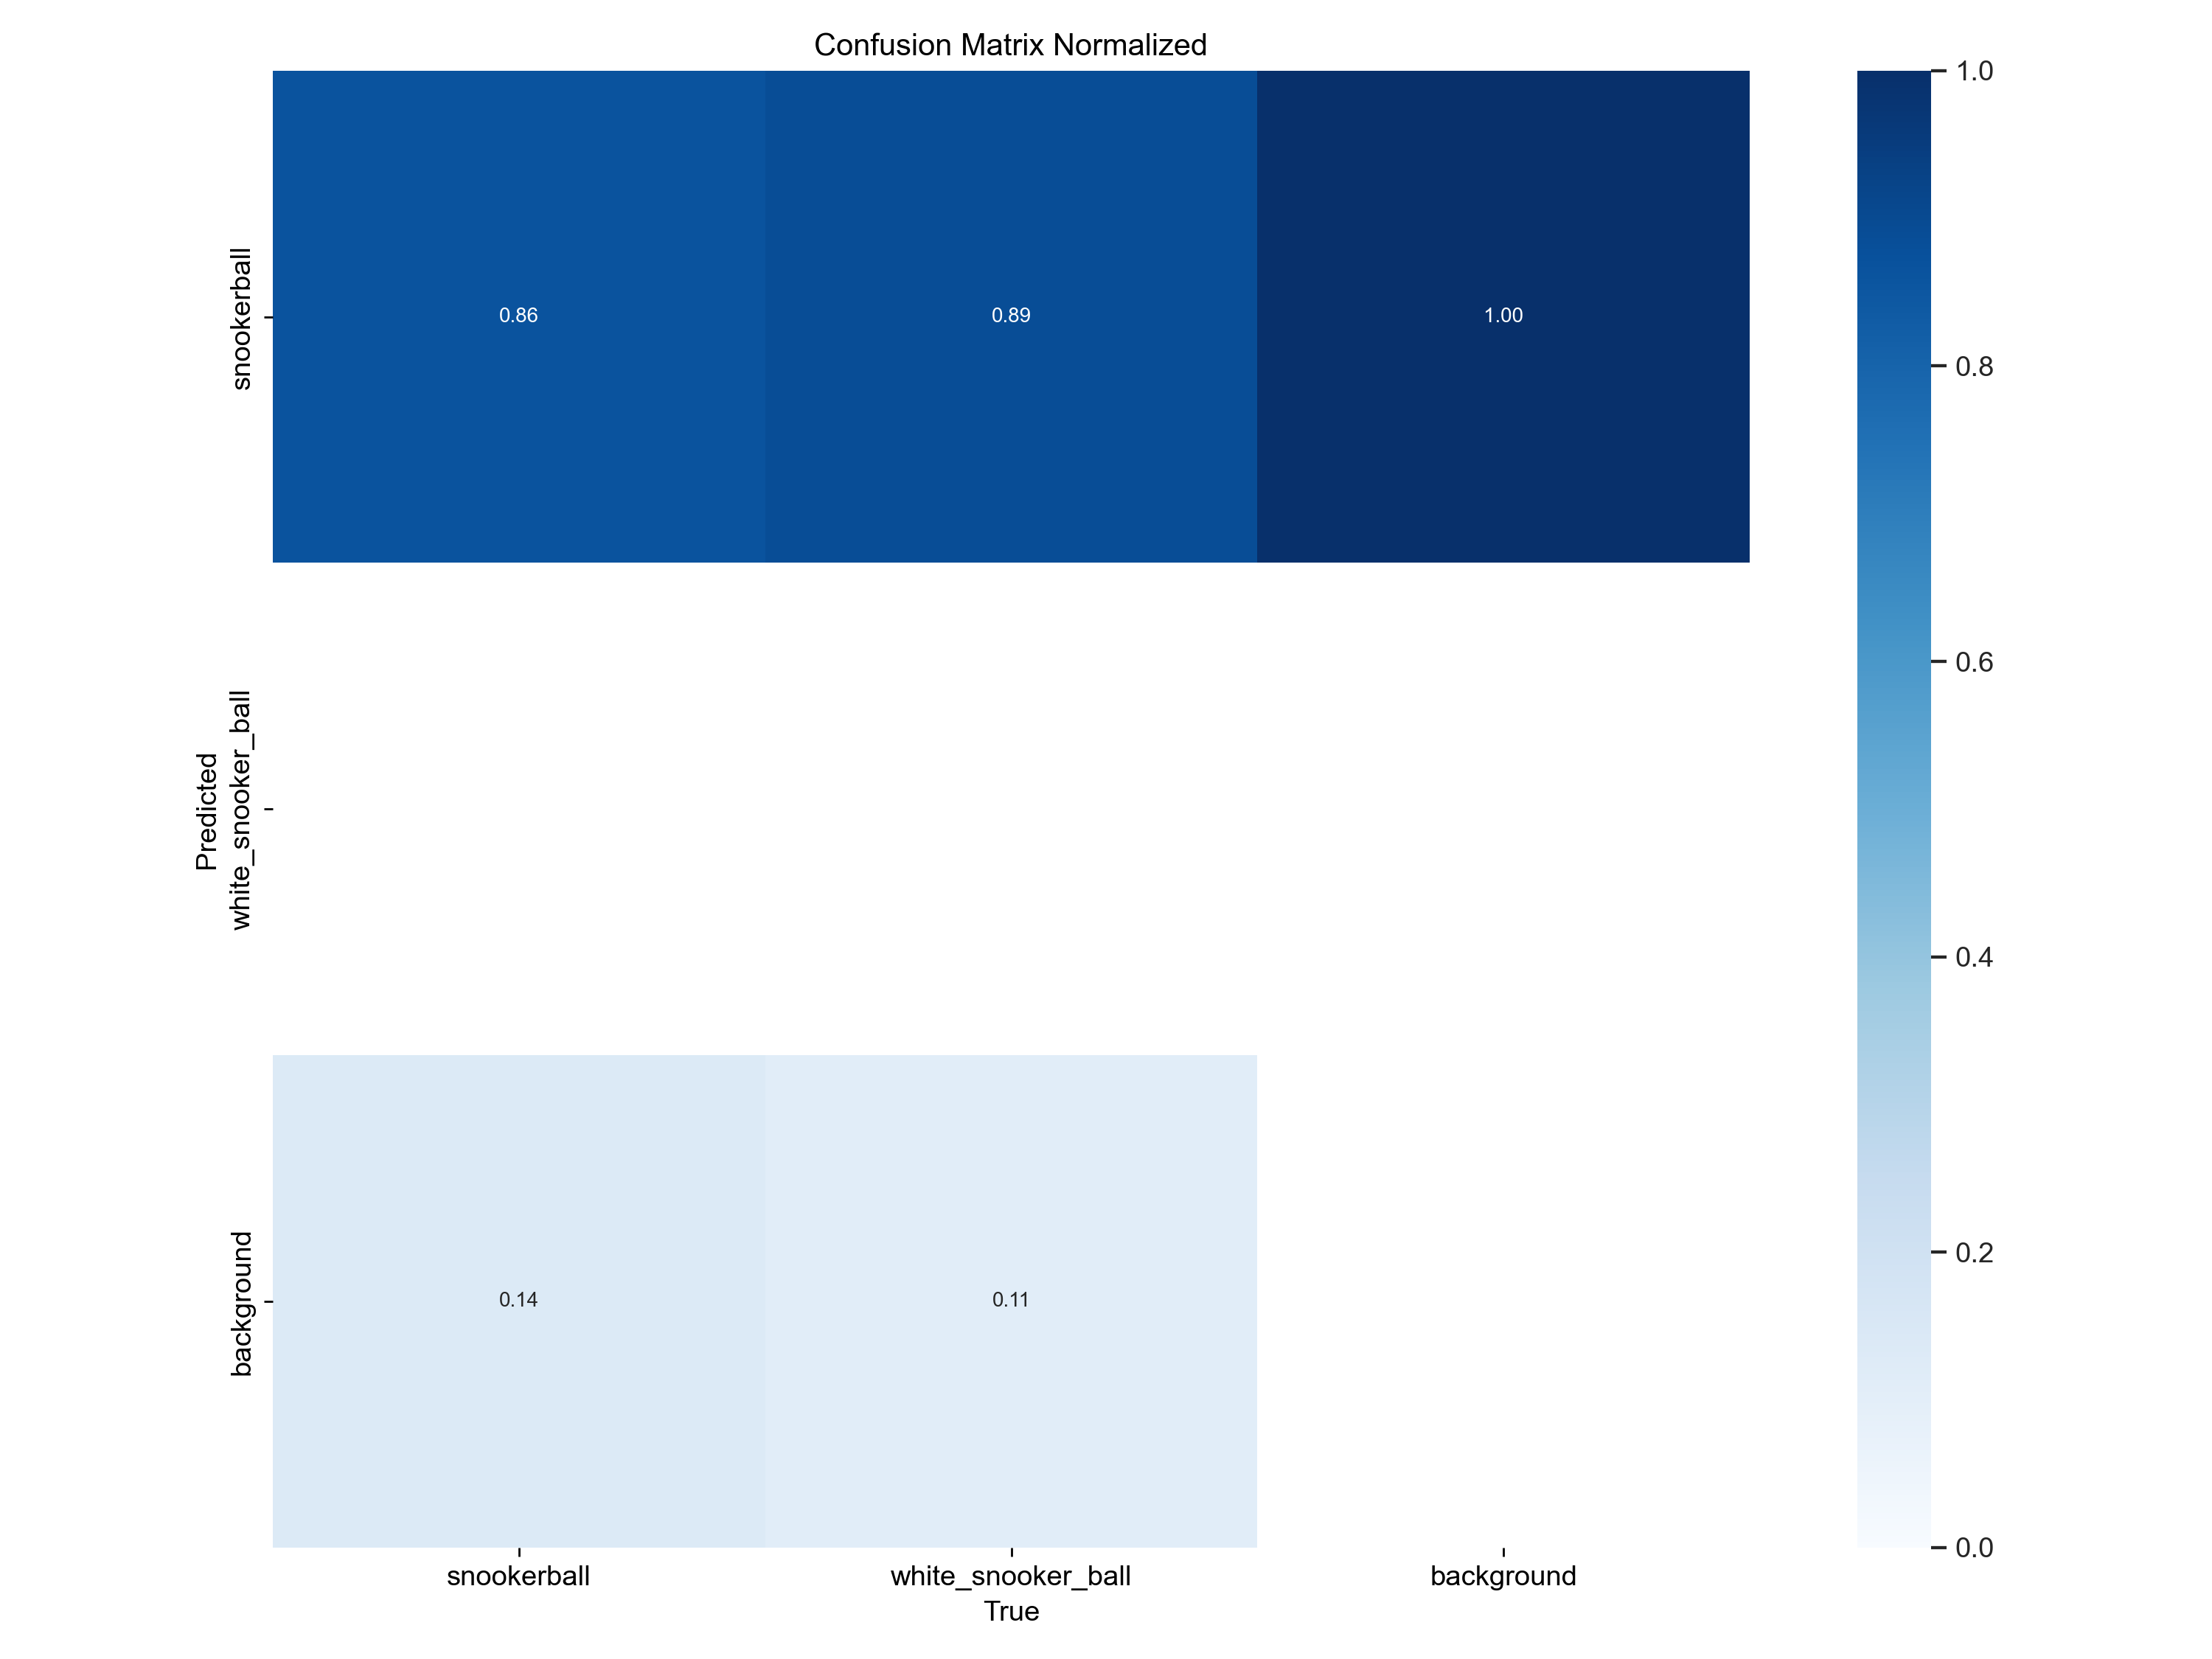 Confusion Matrix Normalized
1.0
snookerball
0.86
0.89
1.00
0.8
0.6
Predicted
white_snooker_ball
0.4
background
0.14
0.11
0.2
0.0
snookerball
white_snooker_ball
background
True